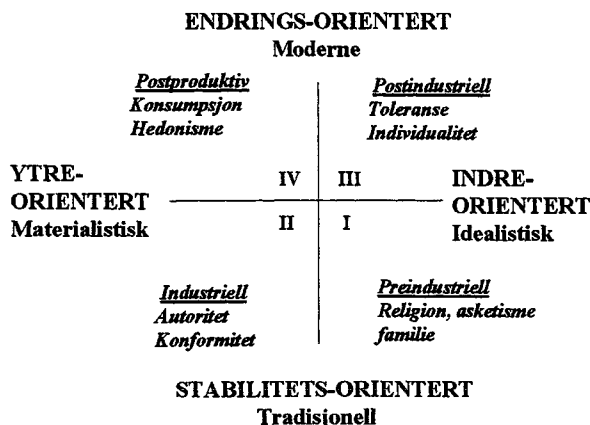 ENDRINGS-ORIENTERT
Moderne
Postproduktiv
Konsumpsjon
Hedonisme
Postindustriell
Toleranse
Individualitet
YTRE-
ORIENTERT
Materialistisk
IV
III
II
I
INDRE-
ORIENTERT
Idealistisk
Industriell
Autoritet
Konformitet
Preindustriell
Religion, asketisme
familie
STABILITETS-ORIENTERT
Tradisjonell